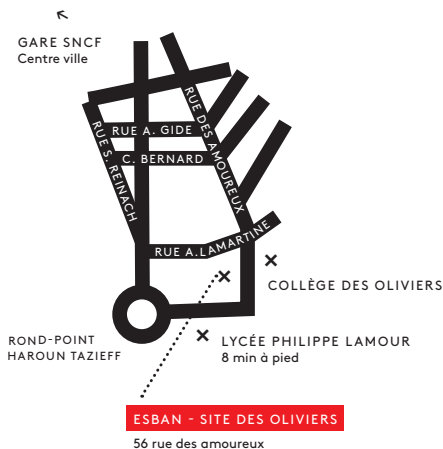 GARE SNCF
Centre ville
RUE DES AMOUREUX
RUE A. GIDE
RUE S. REINACH
C. BERNARD
RUE A.LAMARTINE
COLLÈGE DES OLIVIERS
ROND-POINT
HAROUN TAZIEFF
LYCÉE PHILIPPE LAMOUR
8 min à pied
ESBAN - SITE DES OLIVIERS
56 rue des amoureux